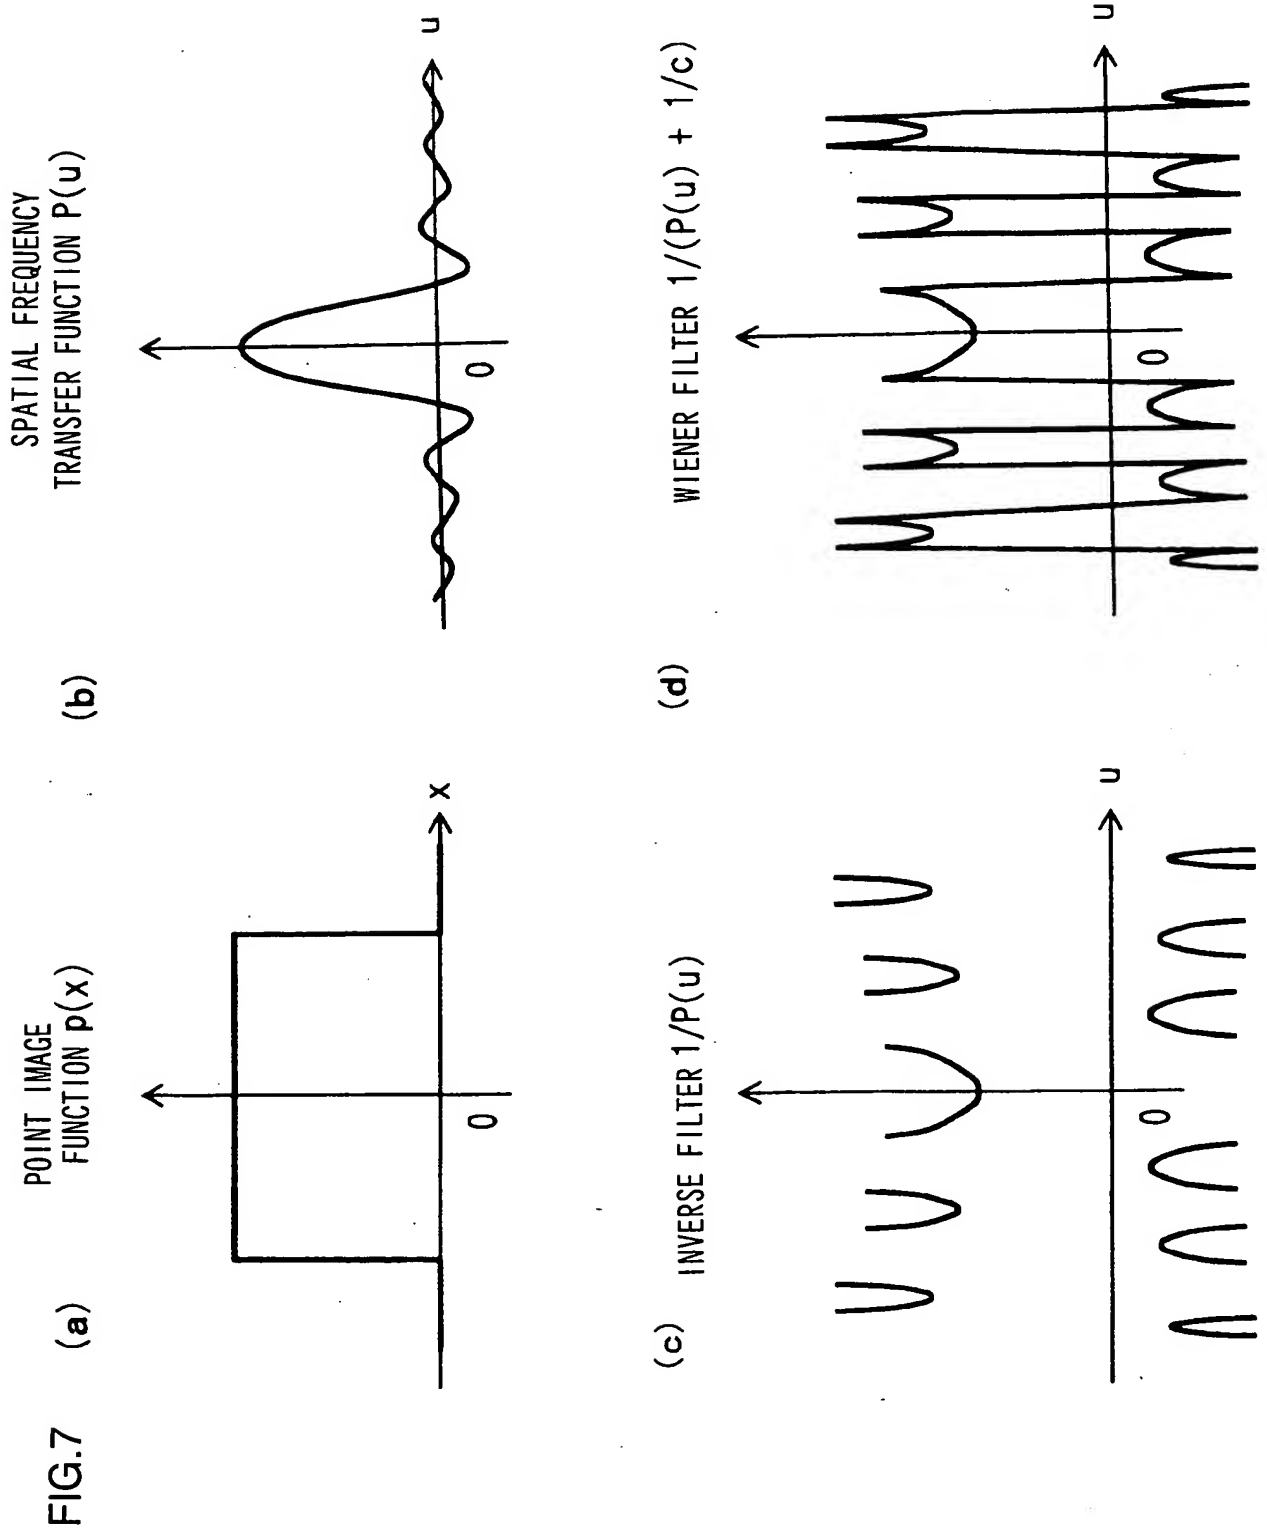 FIG.7
(a)
POINT IMAGE
FUNCTION p(x)
x
0
(b)
SPATIAL FREQUENCY
TRANSFER FUNCTION P(u)
u
0
(c)
INVERSE FILTER 1/P(u)
u
0
(d)
WIENER FILTER 1/(P(u) + 1/c)
u
0